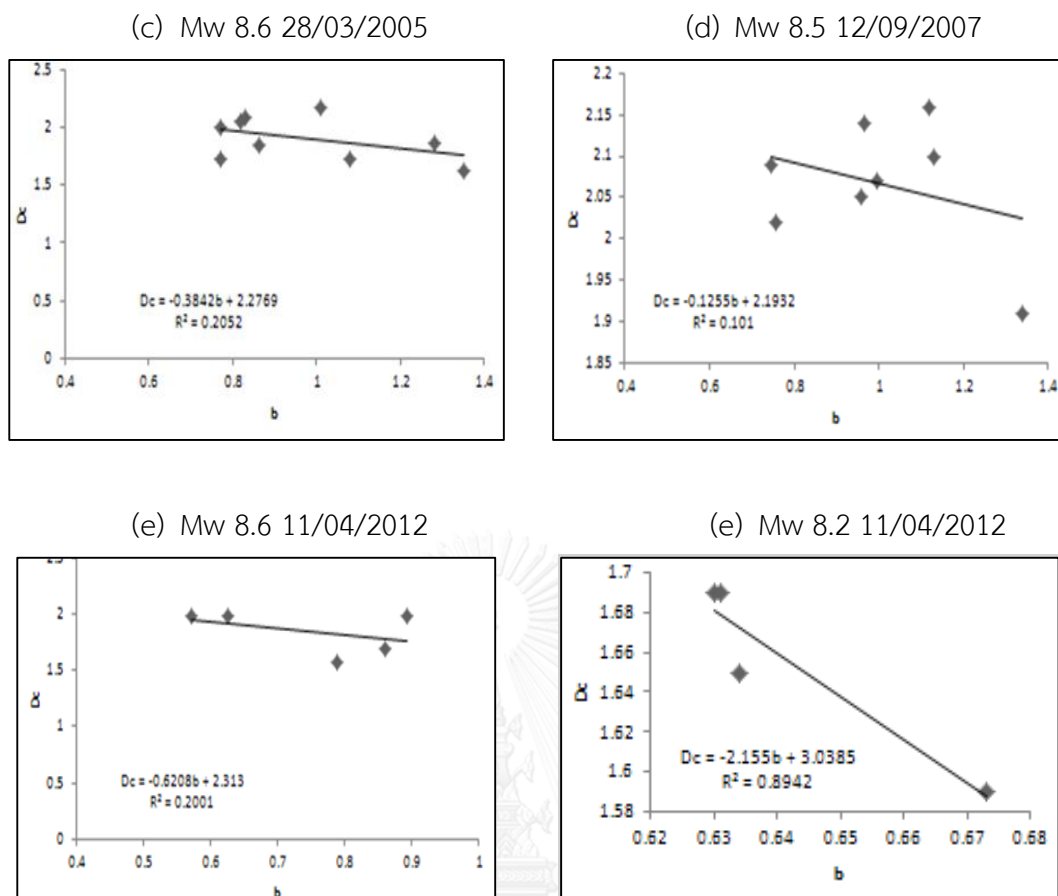 (c) Mw 8.6 28/03/2005
(d) Mw 8.5 12/09/2007
2.5
2
1.5
1
0.5
0
Dc
Dc = -0.3842b + 2.2769
R² = 0.2052
0.4 0.6 0.8 1 1.2 1.4
b
2.2
2.15
2.1
2.05
2
1.95
1.9
1.85
Dc
Dc = -0.1255b + 2.1932
R² = 0.101
0.4 0.6 0.8 1 1.2 1.4
b
(e) Mw 8.6 11/04/2012
(e) Mw 8.2 11/04/2012
2.5
2
1.5
1
0.5
0
Dc
Dc = -0.6208b + 2.313
R² = 0.2001
0.4 0.5 0.6 0.7 0.8 0.9 1
b
1.7
1.68
1.66
1.64
1.62
1.6
1.58
Dc
Dc = -2.155b + 3.0385
R² = 0.8942
0.62 0.63 0.64 0.65 0.66 0.67 0.68
b